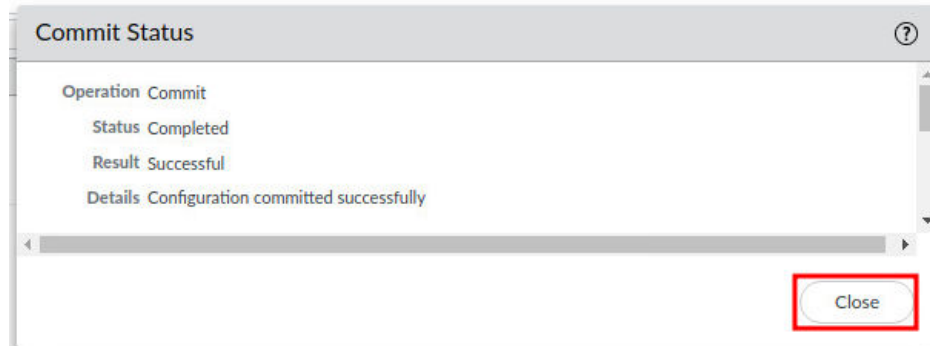 Commit Status
Operation Commit
Status Completed
Result Successful
Details Configuration committed successfully
Close